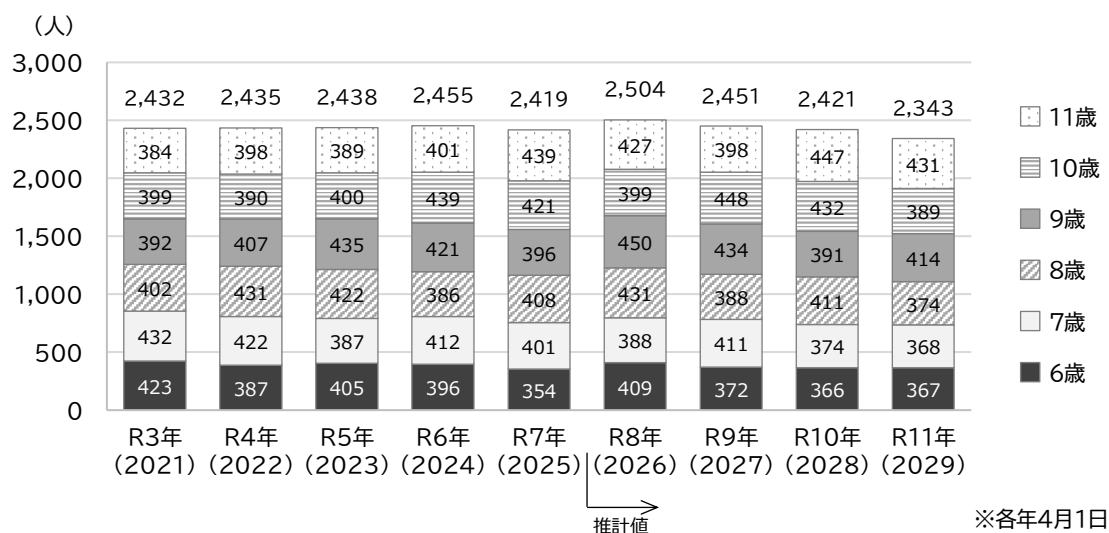 （人）
3,000
2,500
2,000
1,500
1,000
500
0
2,432 2,435 2,438 2,455 2,419 2,504 2,451 2,421 2,343
384 398 389 401 439 427 398 447 431
399 390 400 439 421 399 448 432 389
392 407 435 421 396 450 434 391 414
402 431 422 386 408 431 388 411 374
432 422 387 412 401 388 411 374 368
423 387 405 396 354 409 372 366 367
R3年 R4年 R5年 R6年 R7年 R8年 R9年 R10年 R11年
（2021） （2022） （2023） （2024） （2025） （2026） （2027） （2028） （2029）
推計値
11歳
10歳
9歳
8歳
7歳
6歳
※各年4月1日